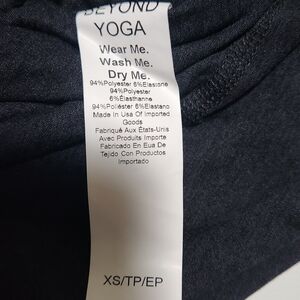 BEYOND
YOGA
Wear Me.
Wash Me.
Dry Me.
94%Polyester 6%Elastane
94%Polyester
6%Élasthanne
94%Poliéster 6%Elastano
Made In Usa Of Imported
Goods
Fabriqué Aux États-Unis
Avec Produits Importe
Fabricado En Eua De
Tejido Con Productos
Importado
XS/TP/EP